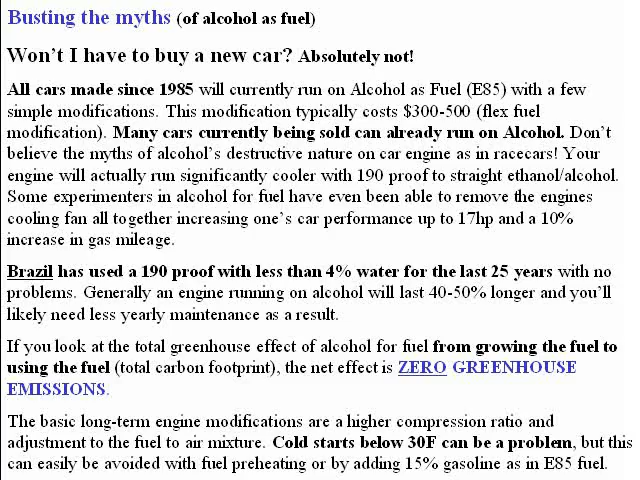 Busting the myths (of alcohol as fuel)
Won't I have to buy a new car? Absolutely not!
All cars made since 1985 will currently run on Alcohol as Fuel (E85) with a few
simple modifications. This modification typically costs $300-500 (flex fuel
modification). Many cars currently being sold can already run on Alcohol. Don't
believe the myths of alcohol's destructive nature on car engine as in racecars! Your
engine will actually run significantly cooler with 190 proof to straight ethanol/alcohol.
Some experimenters in alcohol for fuel have even been able to remove the engines
cooling fan all together increasing one's car performance up to 17hp and a 10%
increase in gas mileage.
Brazil has used a 190 proof with less than 4% water for the last 25 years with no
problems. Generally an engine running on alcohol will last 40-50% longer and you'll
likely need less yearly maintenance as a result.
If you look at the total greenhouse effect of alcohol for fuel from growing the fuel to
using the fuel (total carbon footprint), the net effect is ZERO GREENHOUSE
EMISSIONS.
The basic long-term engine modifications are a higher compression ratio and
adjustment to the fuel to air mixture. Cold starts below 30F can be a problem, but this
can easily be avoided with fuel preheating or by adding 15% gasoline as in E85 fuel.